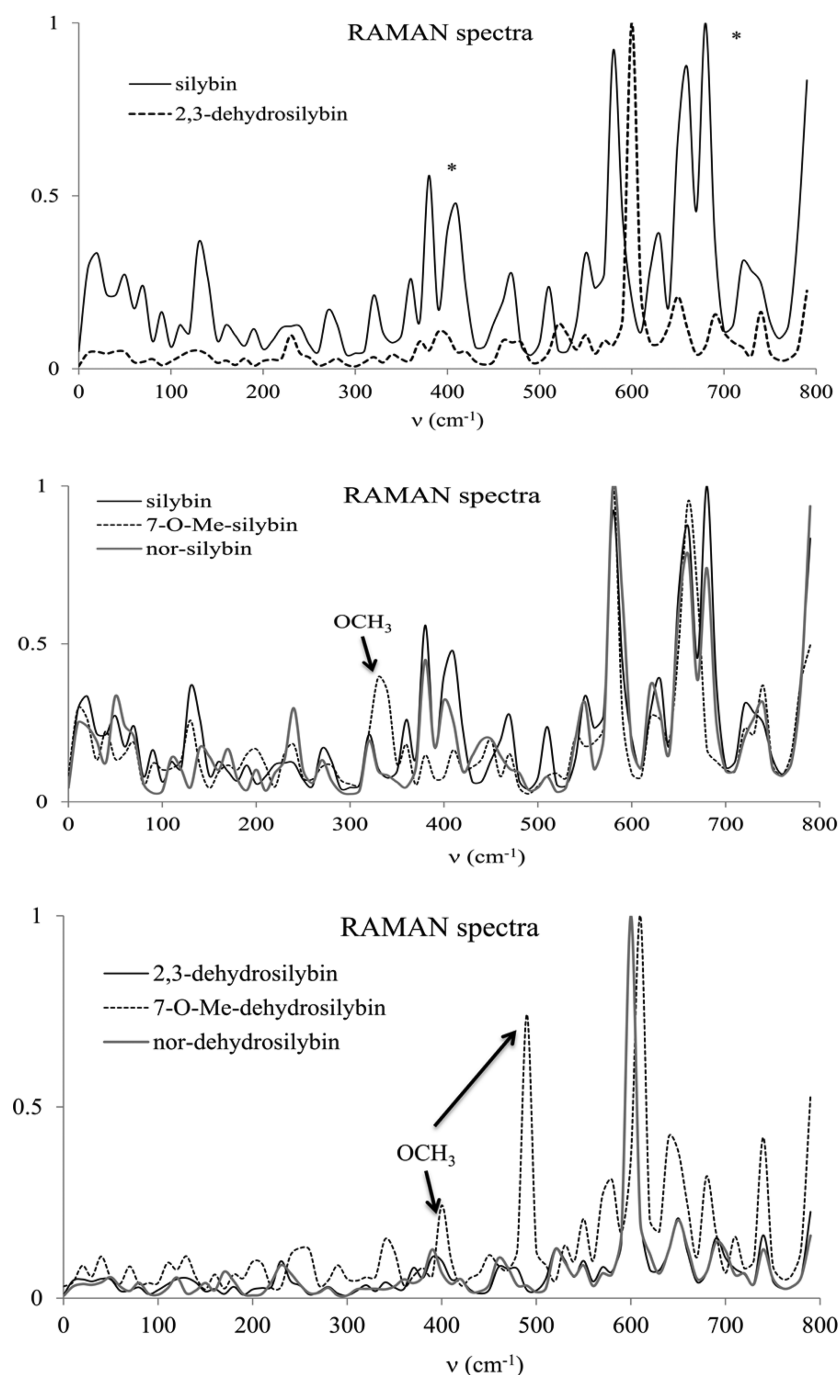 RAMAN spectra
*
silybin
2,3-dehydrosilybin
*
1
0.5
0
0 100 200 300 400 500 600 700 800
ν (cm-1)
RAMAN spectra
silybin
7-O-Me-silybin
nor-silybin
OCH3
1
0.5
0
0 100 200 300 400 500 600 700 800
ν (cm-1)
RAMAN spectra
2,3-dehydrosilybin
7-O-Me-dehydrosilybin
nor-dehydrosilybin
OCH3
1
0.5
0
0 100 200 300 400 500 600 700 800
ν (cm-1)